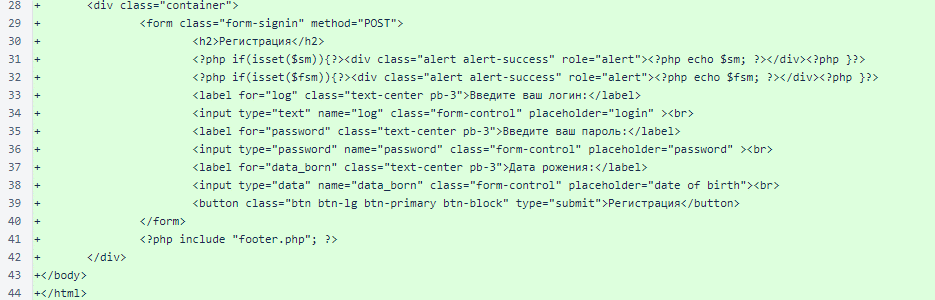 28 + <div class="container">
29 + <form class="form-signin" method="POST">
30 + <h2>Регистрация</h2>
31 + <?php if(isset($sm)){?><div class="alert alert-success" role="alert"><?php echo $sm; ?></div><?php }?>
32 + <?php if(isset($fsm)){?><div class="alert alert-success" role="alert"><?php echo $fsm; ?></div><?php }?>
33 + <label for="log" class="text-center pb-3">Введите ваш логин:</label>
34 + <input type="text" name="log" class="form-control" placeholder="login" ><br>
35 + <label for="password" class="text-center pb-3">Введите ваш пароль:</label>
36 + <input type="password" name="password" class="form-control" placeholder="password" ><br>
37 + <label for="data_born" class="text-center pb-3">Дата рожения:</label>
38 + <input type="data" name="data_born" class="form-control" placeholder="date of birth"><br>
39 + <button class="btn btn-lg btn-primary btn-block" type="submit">Регистрация</button>
40 + </form>
41 + <?php include "footer.php"; ?>
42 + </div>
43 +</body>
44 +</html>